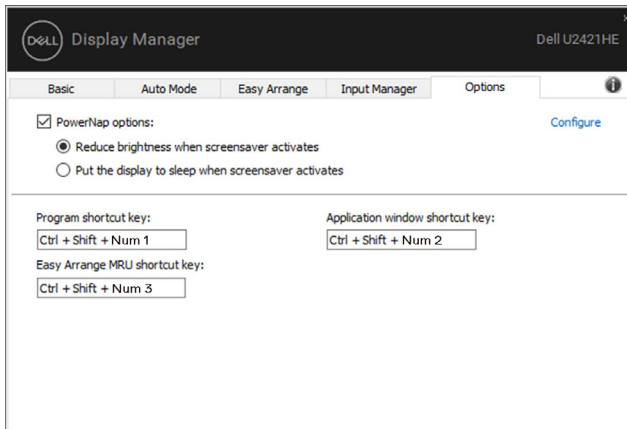 DELL Display Manager Dell U2421HE
Basic Auto Mode Easy Arrange Input Manager Options
PowerNap options: Configure
Reduce brightness when screensaver activates
Put the display to sleep when screensaver activates
Program shortcut key: Application window shortcut key:
Ctrl + Shift + Num 1 Ctrl + Shift + Num 2
Easy Arrange MRU shortcut key:
Ctrl + Shift + Num 3